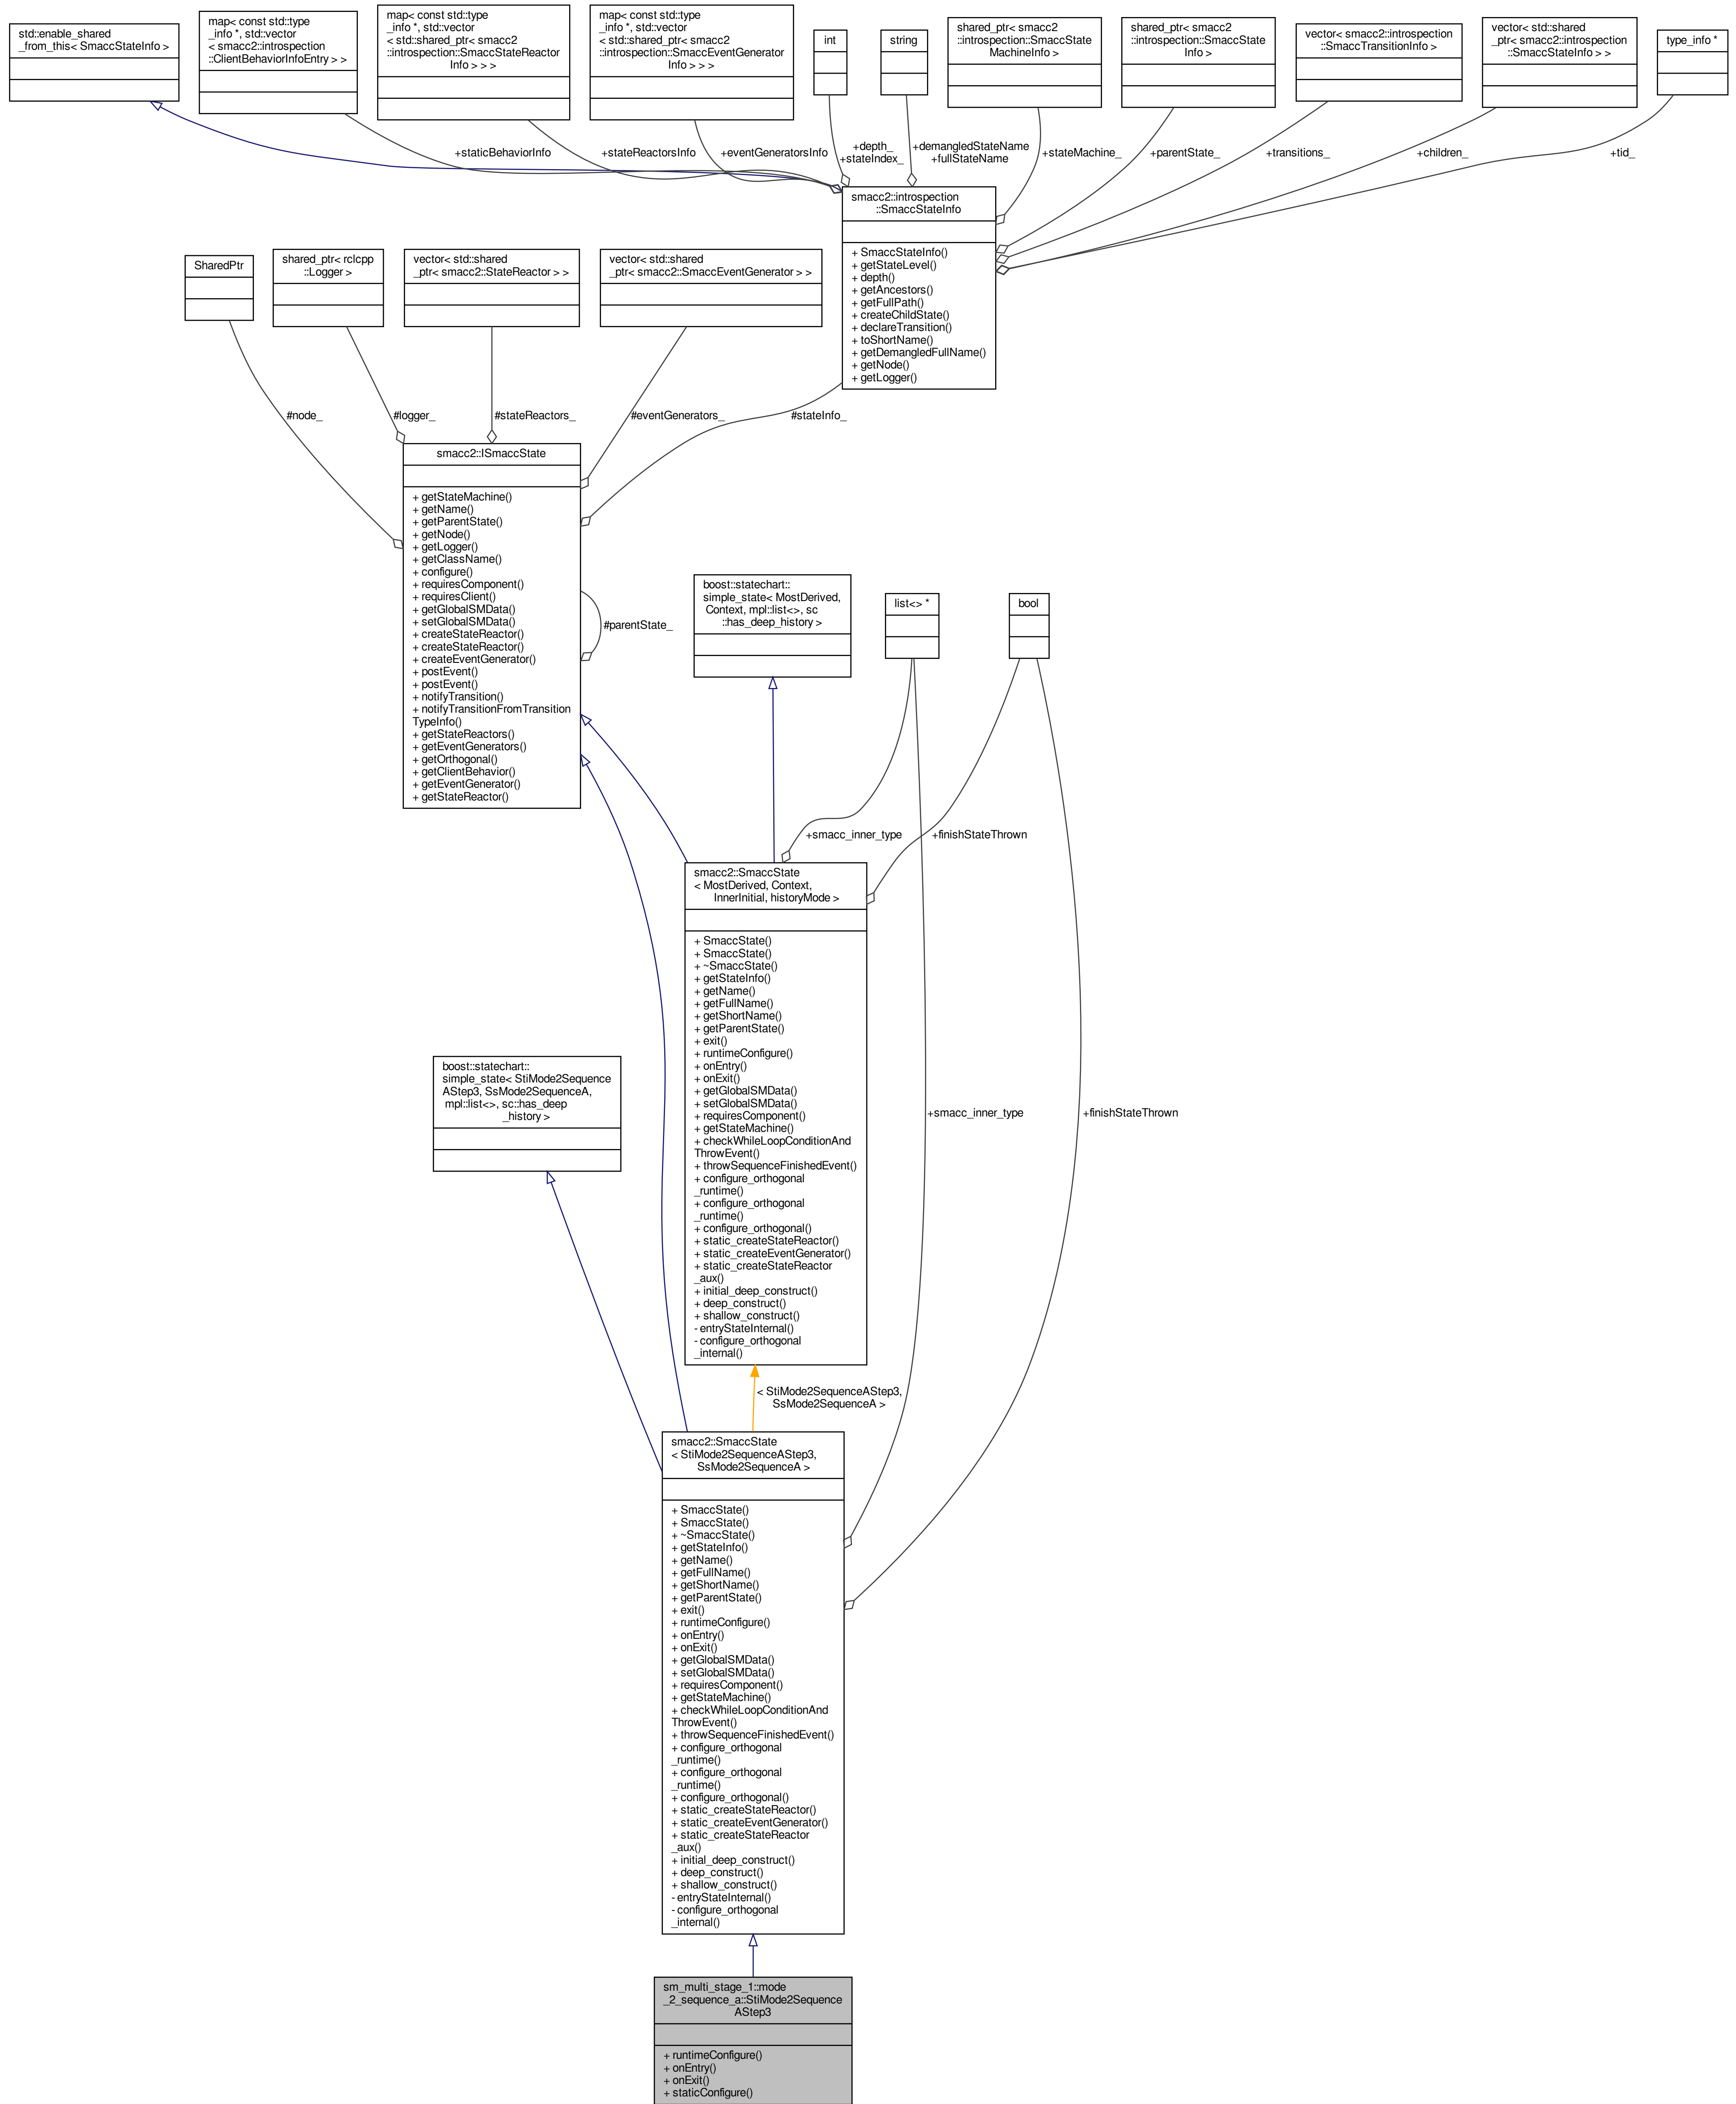 std::enable_shared
_from_this< SmaccStateInfo >
map< const std::type
_info *, std::vector
< smacc2::introspection
::ClientBehaviorInfoEntry > >
map< const std::type
_info *, std::vector
< std::shared_ptr< smacc2
::introspection::SmaccStateReactor
Info > > >
map< const std::type
_info *, std::vector
< std::shared_ptr< smacc2
::introspection::SmaccEventGenerator
Info > > >
int
string
shared_ptr< smacc2
::introspection::SmaccState
MachineInfo >
shared_ptr< smacc2
::introspection::SmaccState
Info >
vector< smacc2::introspection
::SmaccTransitionInfo >
vector< std::shared
_ptr< smacc2::introspection
::SmaccStateInfo > >
type_info *
+staticBehaviorInfo
+stateReactorsInfo
+eventGeneratorsInfo
+depth_
+stateIndex_
+demangledStateName
+fullStateName
+stateMachine_
+parentState_
+transitions_
+children_
+tid_
smacc2::introspection
::SmaccStateInfo
+ SmaccStateInfo()
+ getStateLevel()
+ depth()
+ getAncestors()
+ getFullPath()
+ createChildState()
+ declareTransition()
+ toShortName()
+ getDemangledFullName()
+ getNode()
+ getLogger()
SharedPtr
shared_ptr< rclcpp
::Logger >
vector< std::shared
_ptr< smacc2::StateReactor > >
vector< std::shared
_ptr< smacc2::SmaccEventGenerator > >
#node_
#logger_
#stateReactors_
#eventGenerators_
#stateInfo_
smacc2::ISmaccState
+ getStateMachine()
+ getName()
+ getParentState()
+ getNode()
+ getLogger()
+ getClassName()
+ configure()
+ requiresComponent()
+ requiresClient()
+ getGlobalSMData()
+ setGlobalSMData()
+ createStateReactor()
+ createStateReactor()
+ createEventGenerator()
+ postEvent()
+ postEvent()
+ notifyTransition()
+ notifyTransitionFromTransition
TypeInfo()
+ getStateReactors()
+ getEventGenerators()
+ getOrthogonal()
+ getClientBehavior()
+ getEventGenerator()
+ getStateReactor()
#parentState_
boost::statechart::
simple_state< MostDerived,
Context, mpl::list<>, sc
::has_deep_history >
list<> *
bool
+smacc_inner_type
+finishStateThrown
smacc2::SmaccState
< MostDerived, Context,
InnerInitial, historyMode >
+ SmaccState()
+ SmaccState()
+ ~SmaccState()
+ getStateInfo()
+ getName()
+ getFullName()
+ getShortName()
+ getParentState()
+ exit()
+ runtimeConfigure()
+ onEntry()
+ onExit()
+ getGlobalSMData()
+ setGlobalSMData()
+ requiresComponent()
+ getStateMachine()
+ checkWhileLoopConditionAnd
ThrowEvent()
+ throwSequenceFinishedEvent()
+ configure_orthogonal
_runtime()
+ configure_orthogonal
_runtime()
+ configure_orthogonal()
+ static_createStateReactor()
+ static_createEventGenerator()
+ static_createStateReactor
_aux()
+ initial_deep_construct()
+ deep_construct()
+ shallow_construct()
- entryStateInternal()
- configure_orthogonal
_internal()
boost::statechart::
simple_state< StiMode2Sequence
AStep3, SsMode2SequenceA,
mpl::list<>, sc::has_deep
_history >
+smacc_inner_type
+finishStateThrown
< StiMode2SequenceAStep3,
SsMode2SequenceA >
smacc2::SmaccState
< StiMode2SequenceAStep3,
SsMode2SequenceA >
+ SmaccState()
+ SmaccState()
+ ~SmaccState()
+ getStateInfo()
+ getName()
+ getFullName()
+ getShortName()
+ getParentState()
+ exit()
+ runtimeConfigure()
+ onEntry()
+ onExit()
+ getGlobalSMData()
+ setGlobalSMData()
+ requiresComponent()
+ getStateMachine()
+ checkWhileLoopConditionAnd
ThrowEvent()
+ throwSequenceFinishedEvent()
+ configure_orthogonal
_runtime()
+ configure_orthogonal
_runtime()
+ configure_orthogonal()
+ static_createStateReactor()
+ static_createEventGenerator()
+ static_createStateReactor
_aux()
+ initial_deep_construct()
+ deep_construct()
+ shallow_construct()
- entryStateInternal()
- configure_orthogonal
_internal()
sm_multi_stage_1::mode
_2_sequence_a::StiMode2Sequence
AStep3
+ runtimeConfigure()
+ onEntry()
+ onExit()
+ staticConfigure()